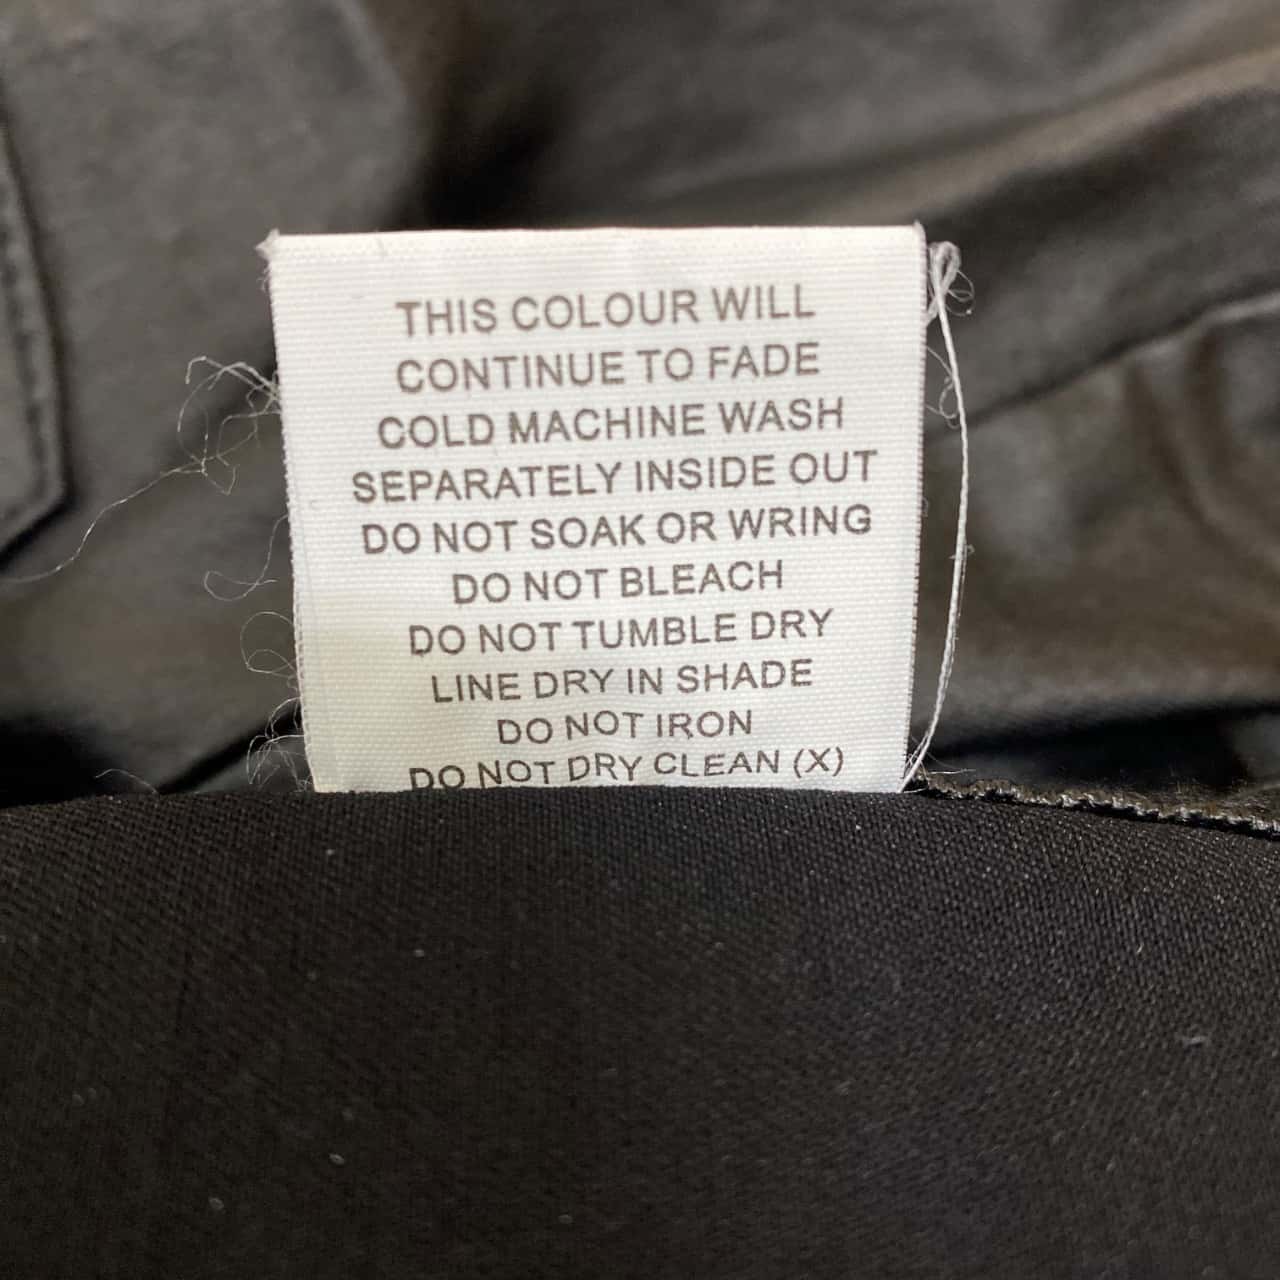 THIS COLOUR WILL
CONTINUE TO FADE
COLD MACHINE WASH
SEPARATELY INSIDE OUT
DO NOT SOAK OR WRING
DO NOT BLEACH
DO NOT TUMBLE DRY
LINE DRY IN SHADE
DO NOT IRON
DO NOT DRY CLEAN (X)